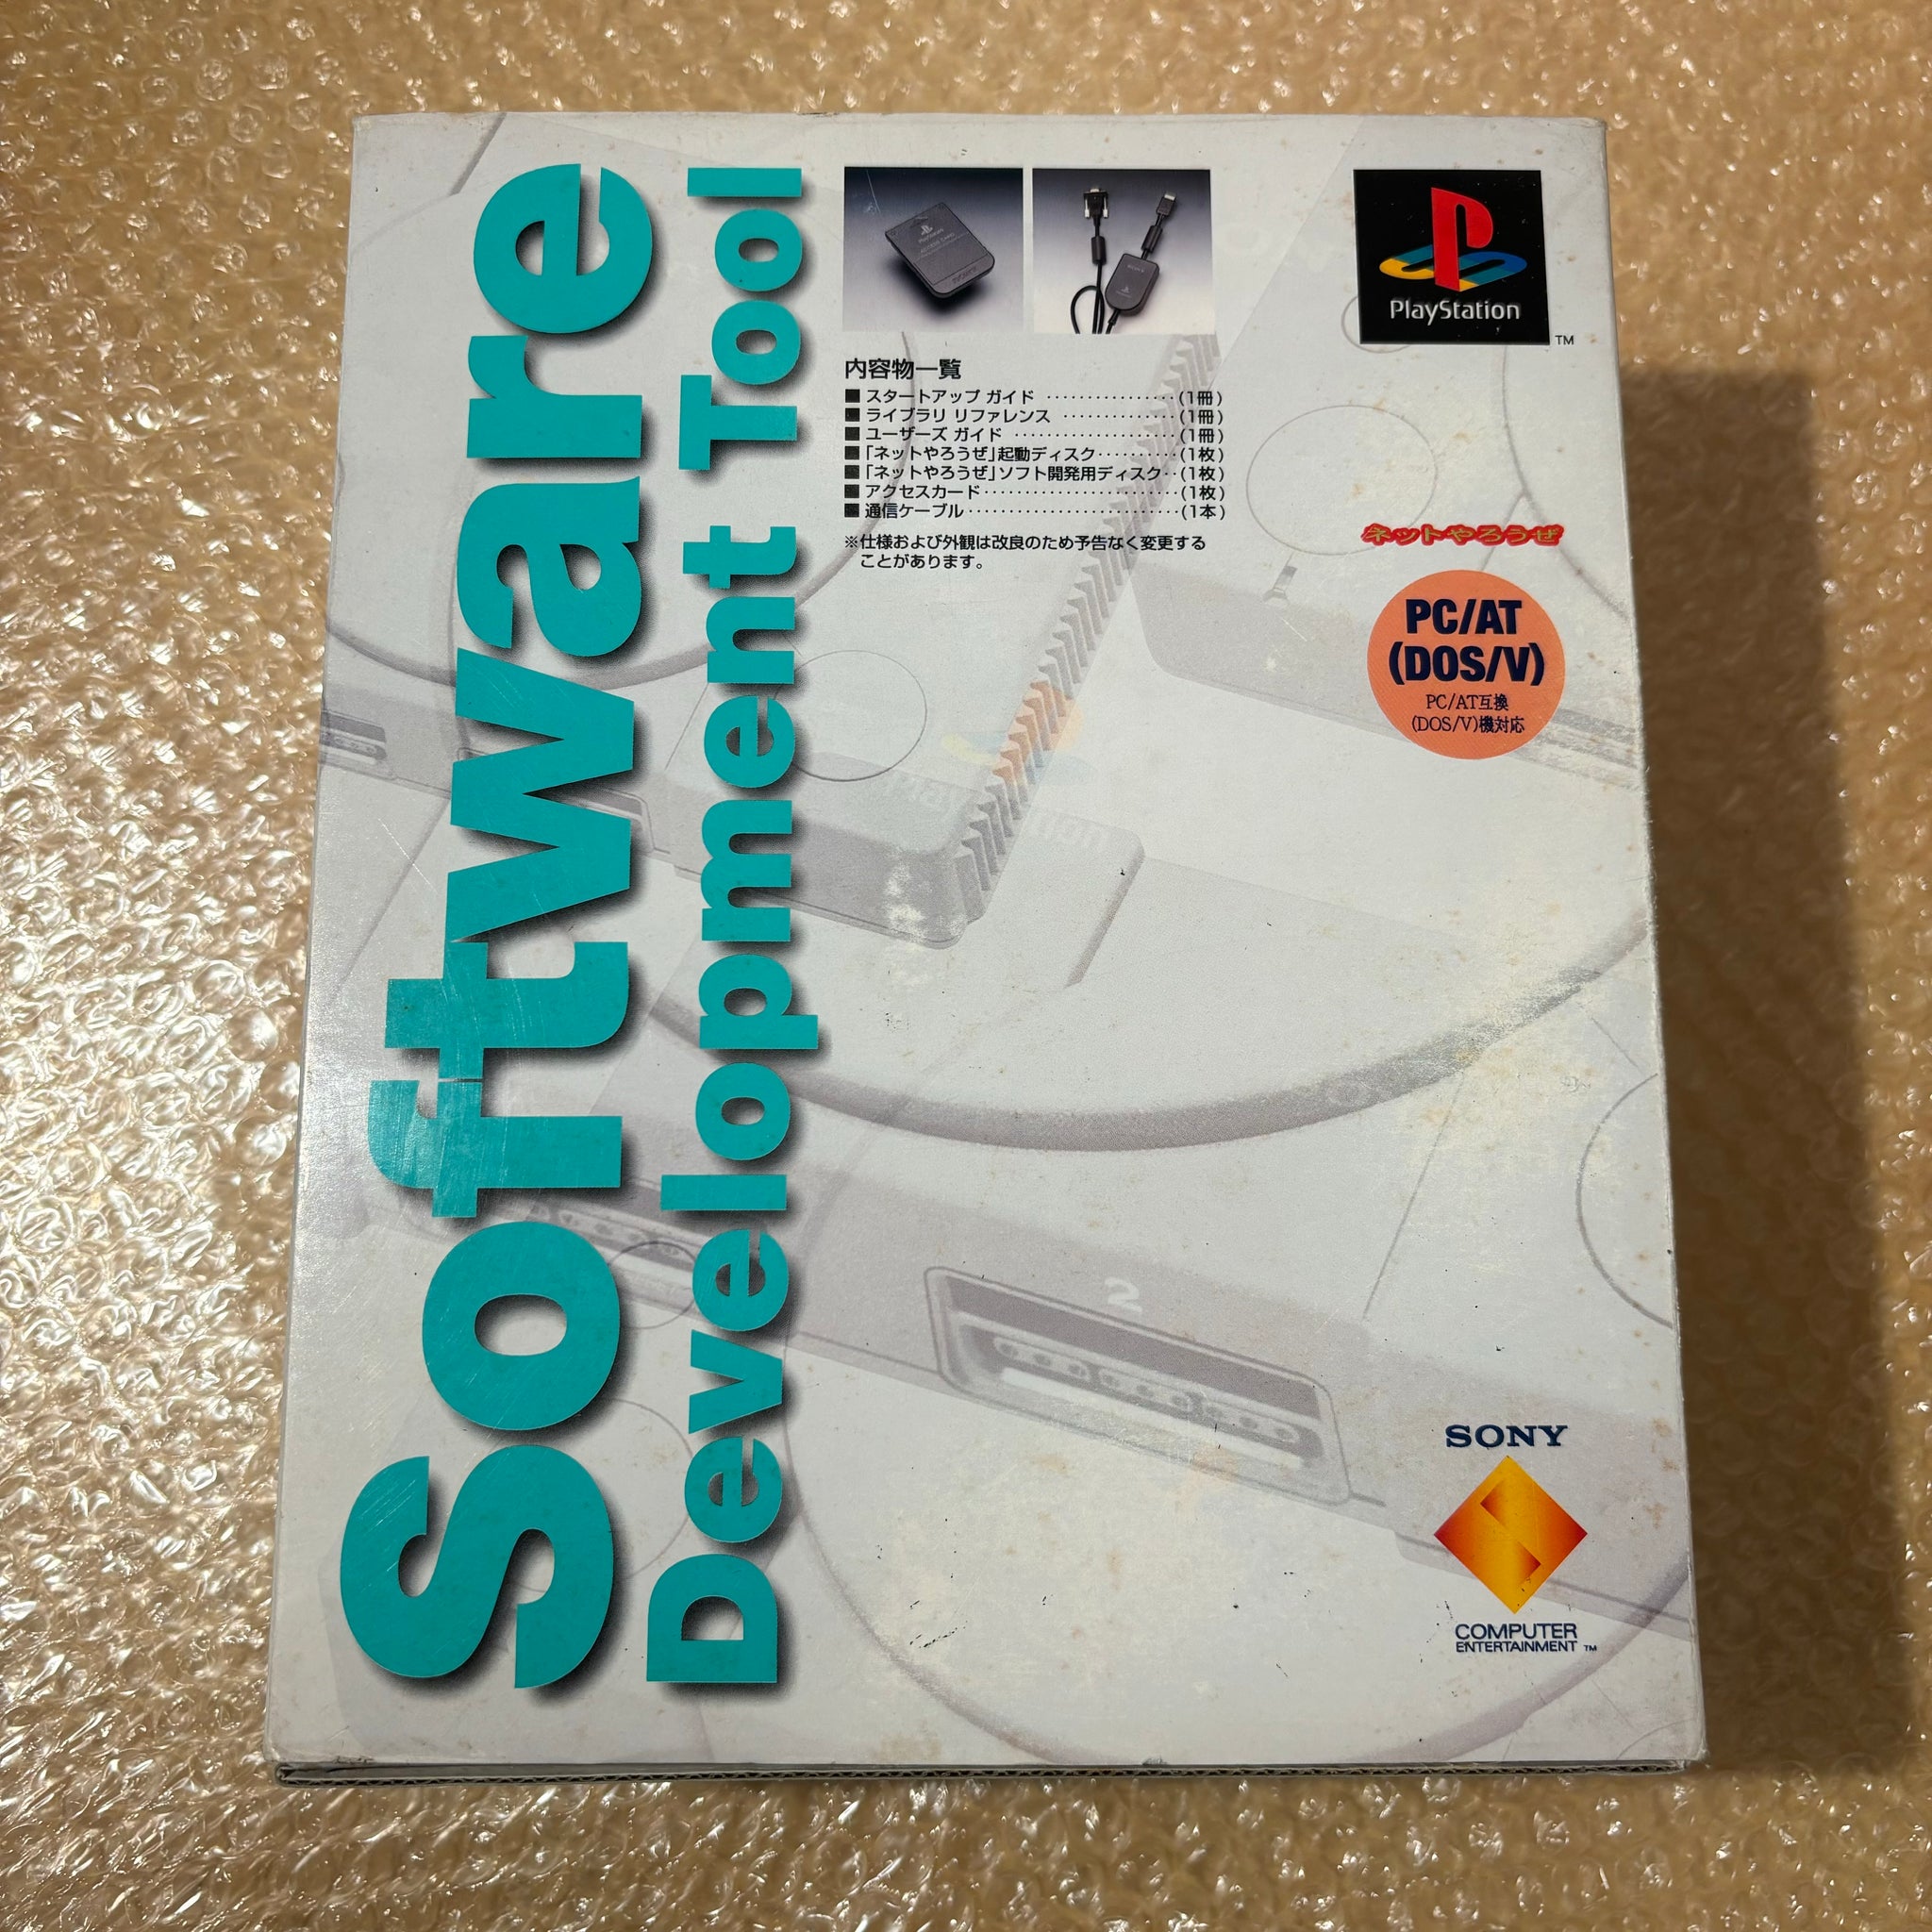 Software
Development Tool
内容物一覧
■ スタートアップ ガイド ················(1冊)
■ ライブラリ リファレンス ··············(1冊)
■ ユーザーズ ガイド ····················(1冊)
■ 「ネットやろうぜ」起動ディスク··········(1枚)
■ 「ネットやろうぜ」ソフト開発用ディスク··(1枚)
■ アクセスカード························(1枚)
■ 通信ケーブル··························(1本)
※仕様および外観は改良のため予告なく変更する
ことがあります。
PlayStation
TM
ネットやろうぜ
PC/AT
(DOS/V)
PC/AT互換
(DOS/V)機対応
2
SONY
COMPUTER
ENTERTAINMENT TM